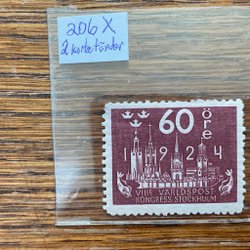 206 X
2 korta tänder
60
öre
1924
VIII VÄRLDSPOST
KONGRESS STOCKHOLM